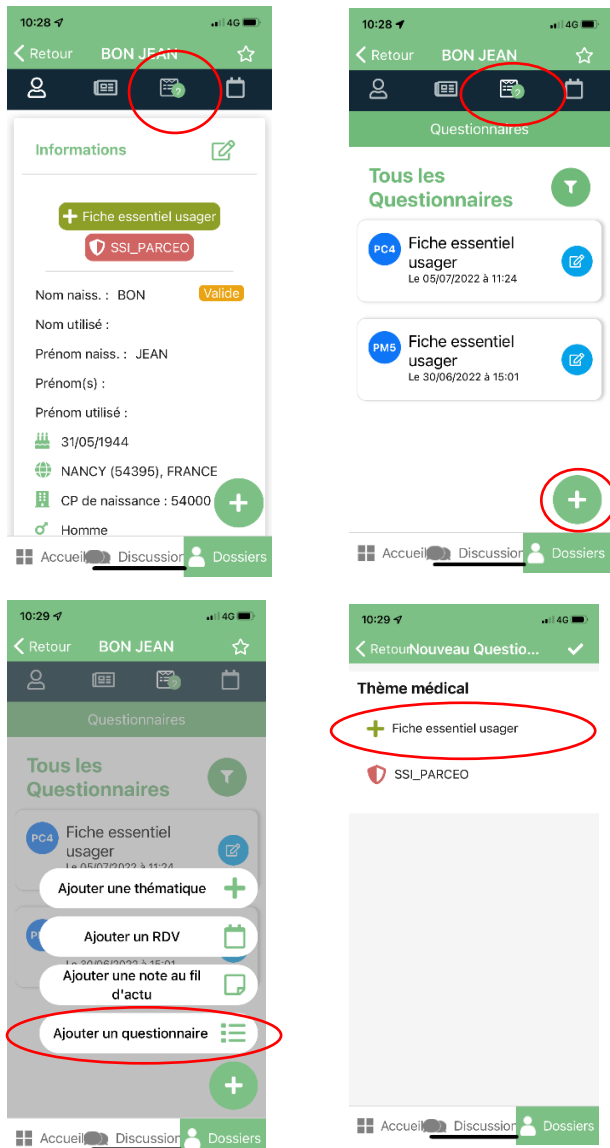 10:28
4G
Retour BON JEAN
Informations
Fiche essentiel usager
SSI_PARCEO
Nom naiss. : BON Valide
Nom utilisé :
Prénom naiss. : JEAN
Prénom(s) :
Prénom utilisé :
31/05/1944
NANCY (54395), FRANCE
CP de naissance : 54000
Homme
Accueil Discussion Dossiers
10:28
4G
Retour BON JEAN
Questionnaires
Tous les
Questionnaires
PC4 Fiche essentiel
usager
Le 05/07/2022 à 11:24
PM5 Fiche essentiel
usager
Le 30/06/2022 à 15:01
Accueil Discussion Dossiers
10:29
4G
Retour BON JEAN
Questionnaires
Tous les
Questionnaires
PC4 Fiche essentiel
usager
Le 05/07/2022 à 11:24
Ajouter une thématique
Ajouter un RDV
Le 30/06/2022 à 15:01
Ajouter une note au fil
d'actu
Ajouter un questionnaire
Accueil Discussion Dossiers
10:29
4G
Retour Nouveau Questio...
Thème médical
Fiche essentiel usager
SSI_PARCEO
Accueil Discussion Dossiers